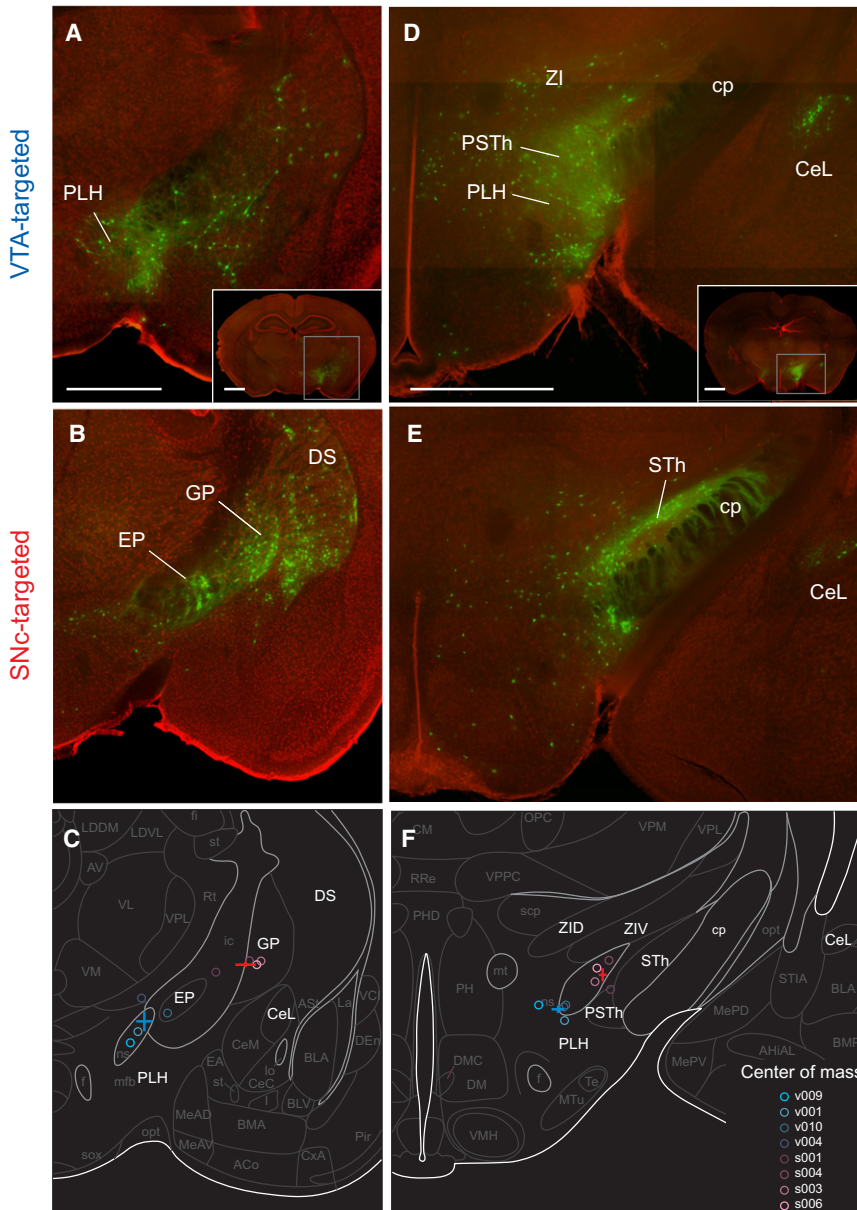 VTA-targeted
SNc-targeted
A
PLH
D
ZI
cp
PSTh
PLH
CeL
B
DS
GP
EP
E
STh
cp
CeL
C
LDDM
LDVL
fi
st
AV
VL
VPL
Rt
DS
ic
GP
VM
EP
ns
mfb
PLH
f
CeL
ASt
La
VCl
DEn
CeM
BLA
EA
lo
st
CeC
I
BLV
MeAD
BMA
MeAV
Pir
opt
sox
ACo
CxA
F
CM
OPC
VPM
VPL
RRe
VPPC
PHD
scp
ZID
ZIV
cp
opt
CeL
mt
STh
STIA
PH
ns
PSTh
BLA
MePD
PLH
DMC
DM
f
Te
MTu
MePV
AHiAL
BMP
VMH
Center of mass
v009
v001
v010
v004
s001
s004
s003
s006